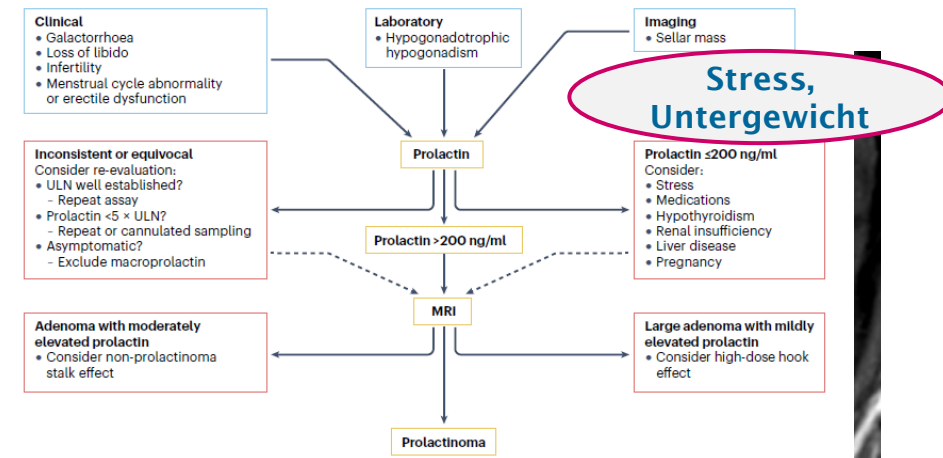 Clinical
• Galactorrhoea
• Loss of libido
• Infertility
• Menstrual cycle abnormality
or erectile dysfunction
Laboratory
• Hypogonadotrophic
hypogonadism
Imaging
• Sellar mass
Stress,
Untergewicht
Inconsistent or equivocal
Consider re-evaluation:
• ULN well established?
- Repeat assay
• Prolactin <5 × ULN?
- Repeat or cannulated sampling
• Asymptomatic?
- Exclude macroprolactin
Prolactin
Prolactin ≤200 ng/ml
Consider:
• Stress
• Medications
• Hypothyroidism
• Renal insufficiency
• Liver disease
• Pregnancy
Prolactin >200 ng/ml
MRI
Adenoma with moderately
elevated prolactin
• Consider non-prolactinoma
stalk effect
Large adenoma with mildly
elevated prolactin
• Consider high-dose hook
effect
Prolactinoma